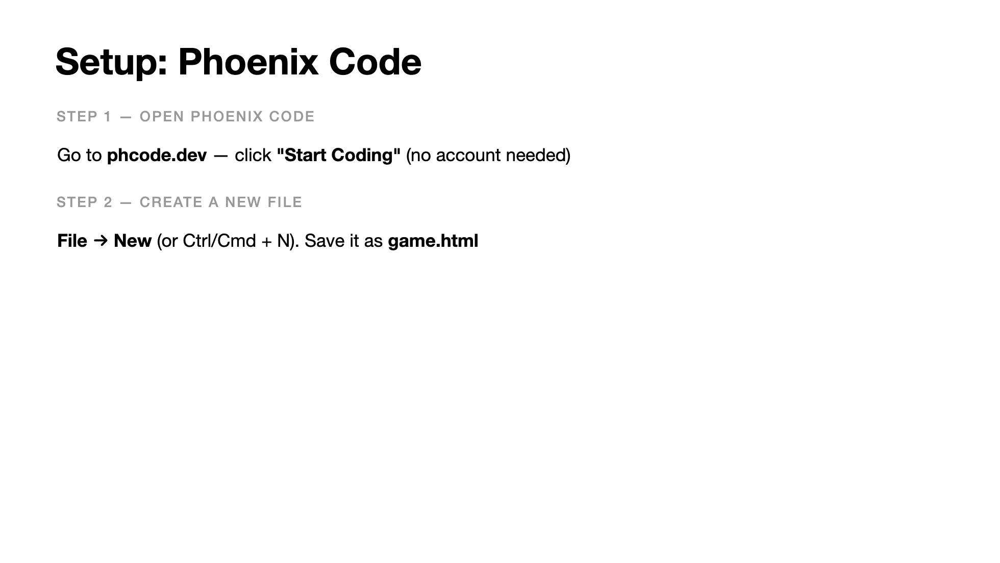 Setup: Phoenix Code
STEP 1 — OPEN PHOENIX CODE
Go to phcode.dev — click "Start Coding" (no account needed)
STEP 2 — CREATE A NEW FILE
File → New (or Ctrl/Cmd + N). Save it as game.html